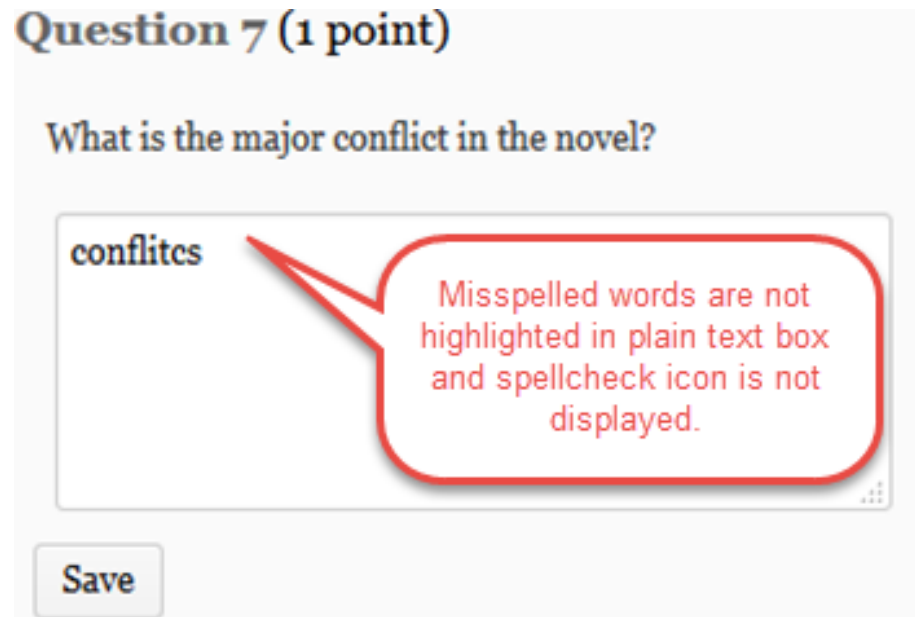 Question 7 (1 point)
What is the major conflict in the novel?
conflitcs
Misspelled words are not
highlighted in plain text box
and spellcheck icon is not
displayed.
Save